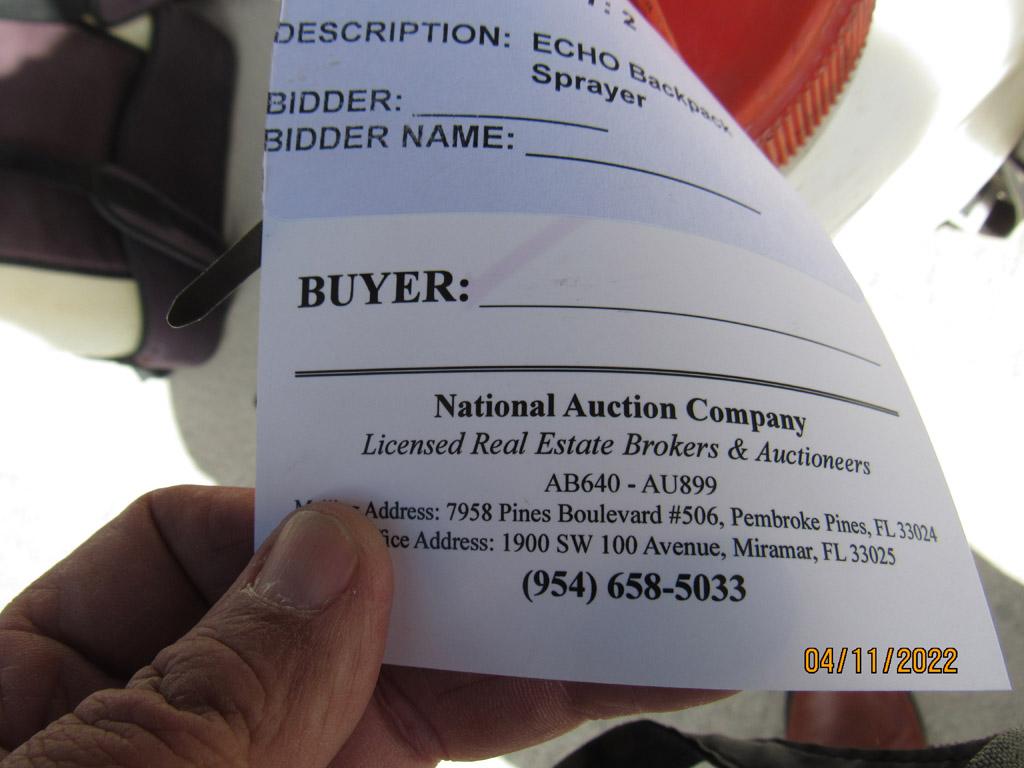 : 2
DESCRIPTION: ECHO Backpack
Sprayer
BIDDER:
BIDDER NAME:
BUYER:
National Auction Company
Licensed Real Estate Brokers & Auctioneers
AB640 - AU899
Address: 7958 Pines Boulevard #506, Pembroke Pines, FL 33024
Address: 1900 SW 100 Avenue, Miramar, FL 33025
(954) 658-5033
04/11/2022